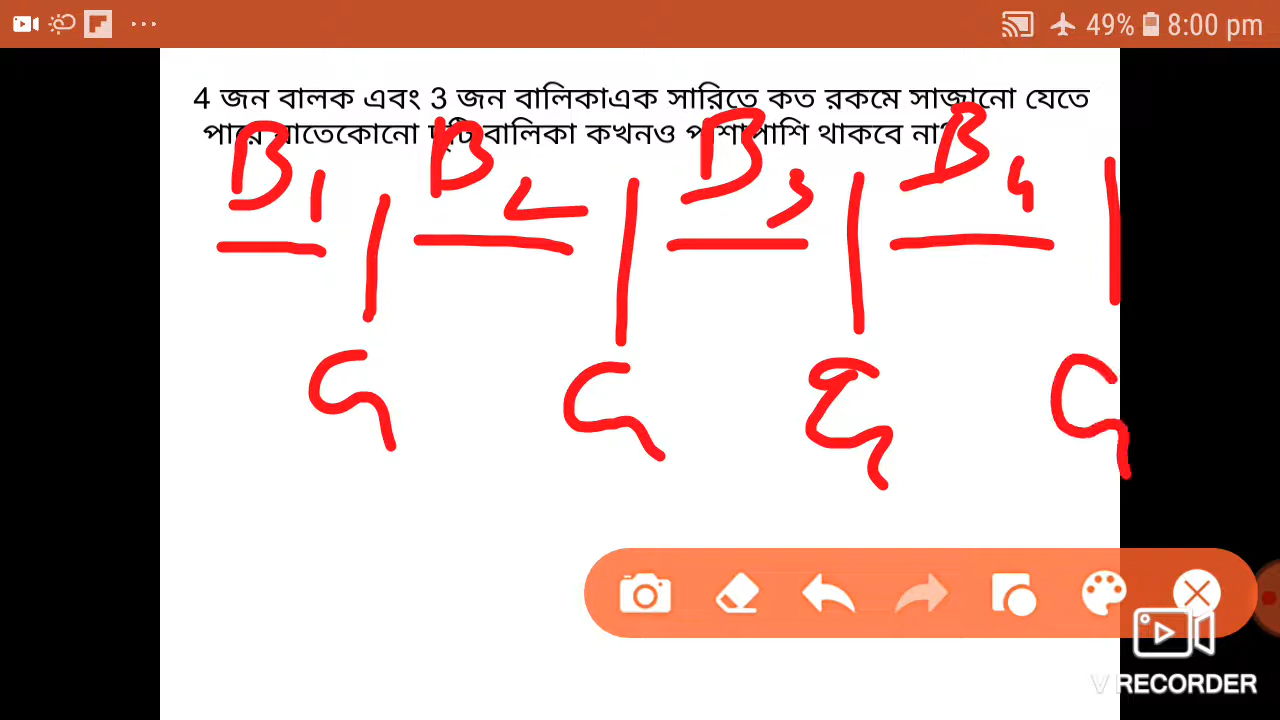 49% 8:00 pm
4 জন বালক এবং 3 জন বালিকাএক সারিতে কত রকমে সাজানো যেতে
পারে যাতেকোনো দুটি বালিকা কখনও পাশাপাশি থাকবে না
B1 B2 B3 B4
G G G G
V RECORDER